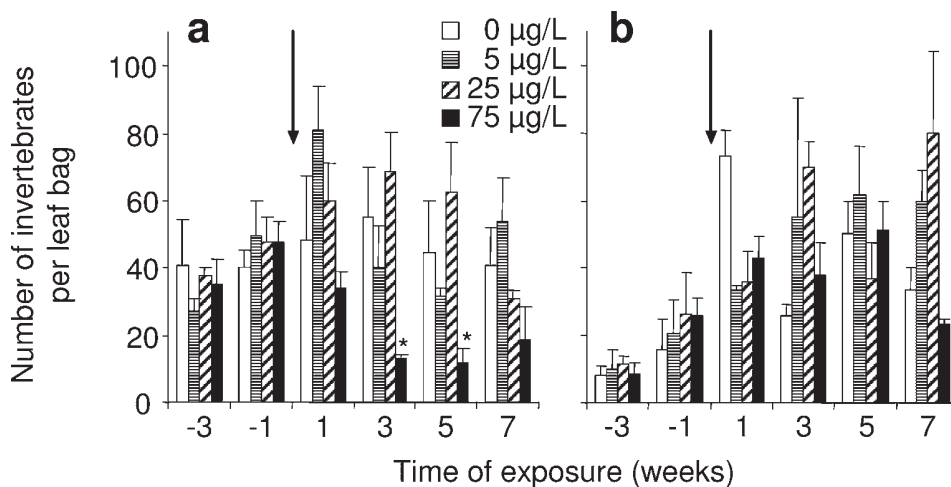 a
b
0 µg/L
5 µg/L
25 µg/L
75 µg/L
Number of invertebrates
per leaf bag
100
80
60
40
20
0
* *
-3 -1 1 3 5 7
-3 -1 1 3 5 7
Time of exposure (weeks)